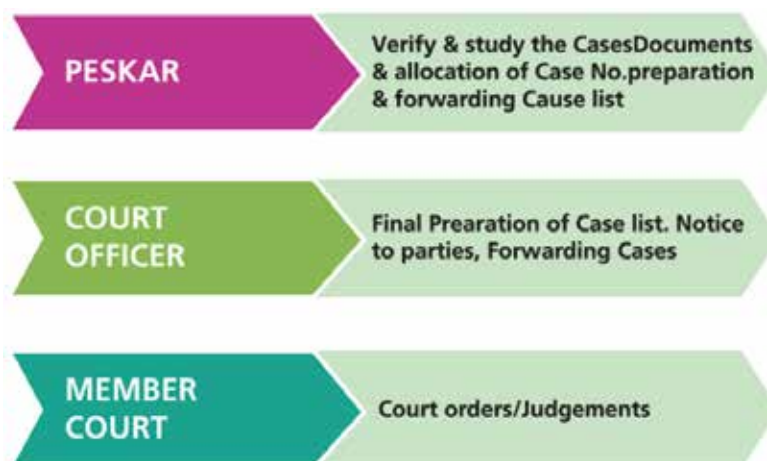 PESKAR
Verify & study the CasesDocuments
& allocation of Case No.preparation
& forwarding Cause list
COURT
OFFICER
Final Prearation of Case list. Notice
to parties, Forwarding Cases
MEMBER
COURT
Court orders/Judgements